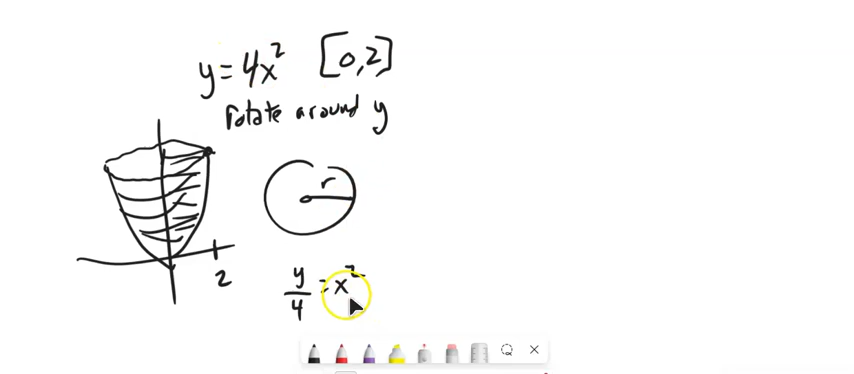 y = 4x² [0,2]
rotate around y
r
2
y/4 = x²